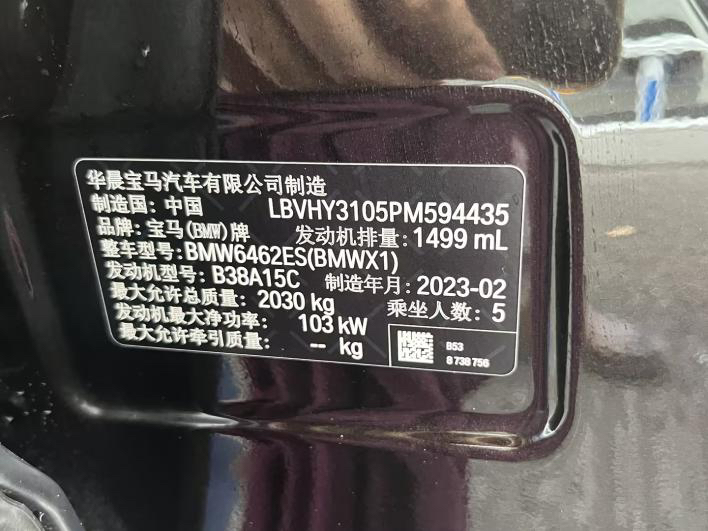 华晨宝马汽车有限公司制造
制造国: 中国 LBVHY3105PM594435
品牌: 宝马(BMW)牌 发动机排量: 1499 mL
整车型号: BMW6462ES(BMWX1)
发动机型号: B38A15C 制造年月: 2023-02
最大允许总质量: 2030 kg 乘坐人数: 5
发动机最大净功率: 103 kW
最大允许牵引质量: -- kg
B53
8 738 756